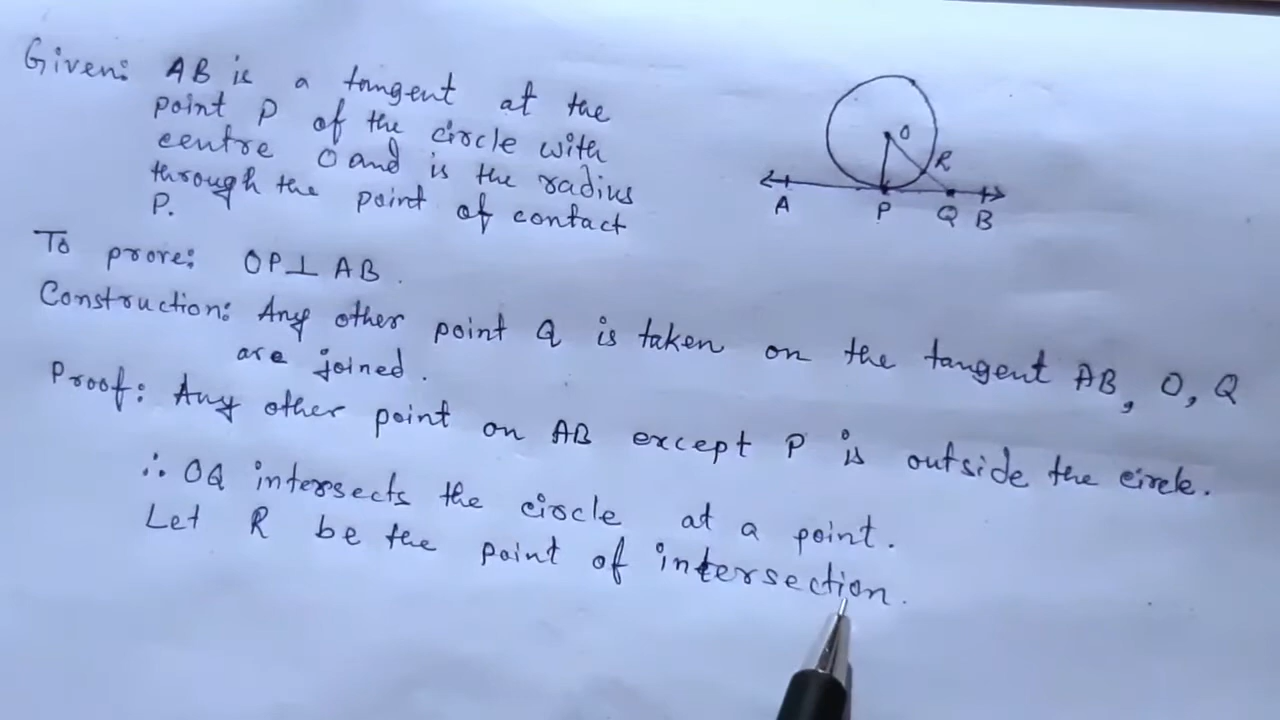 Given: AB is a tangent at the
point P of the circle with
centre O and is the radius
through the point of contact
P.
O
R
A
P
Q
B
To prove: OP⊥AB.
Construction: Any other point Q is taken on the tangent AB, O, Q
are joined.
Proof: Any other point on AB except P is outside the circle.
∴ OQ intersects the circle at a point.
Let R be the point of intersection.